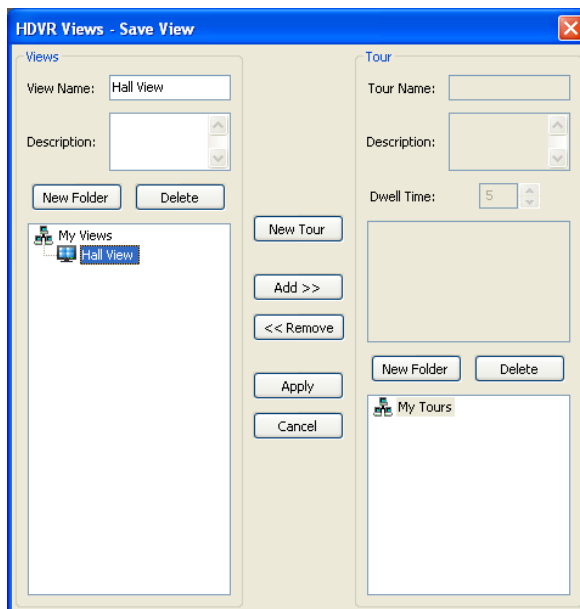 HDVR Views - Save View
Views
View Name: Hall View
Description:
New Folder Delete
My Views
Hall View
New Tour
Add >>
<< Remove
Apply
Cancel
Tour
Tour Name:
Description:
Dwell Time: 5
New Folder Delete
My Tours